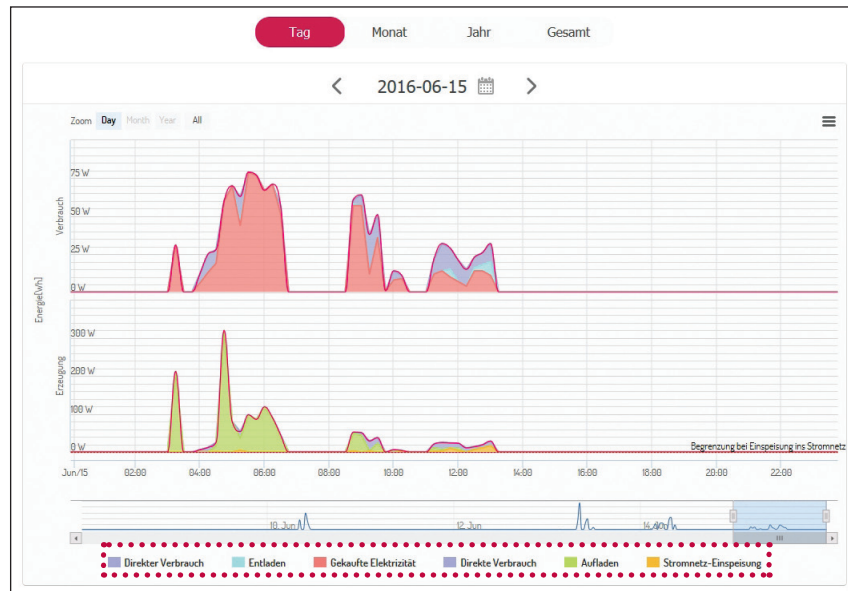 Tag Monat Jahr Gesamt
2016-06-15
Zoom Day Month Year All
75 W
50 W
25 W
0 W
Verbrauch
Energie[Wh]
300 W
200 W
100 W
0 W
Erzeugung
Begrenzung bei Einspeisung ins Stromnetz
Jun/15 02:00 04:00 06:00 08:00 10:00 12:00 14:00 16:00 18:00 20:00 22:00
10. Jun 12. Jun 14. Jun
Direkter Verbrauch Entladen Gekaufte Elektrizität Direkte Verbrauch Aufladen Stromnetz-Einspeisung